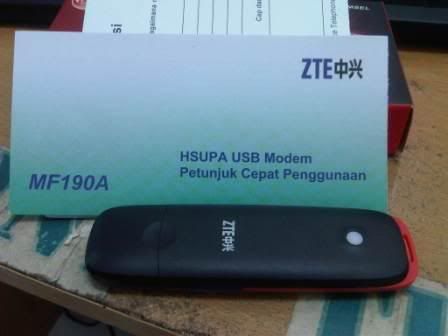 ZTE中兴
HSUPA USB Modem
Petunjuk Cepat Penggunaan
MF190A
ZTE中兴